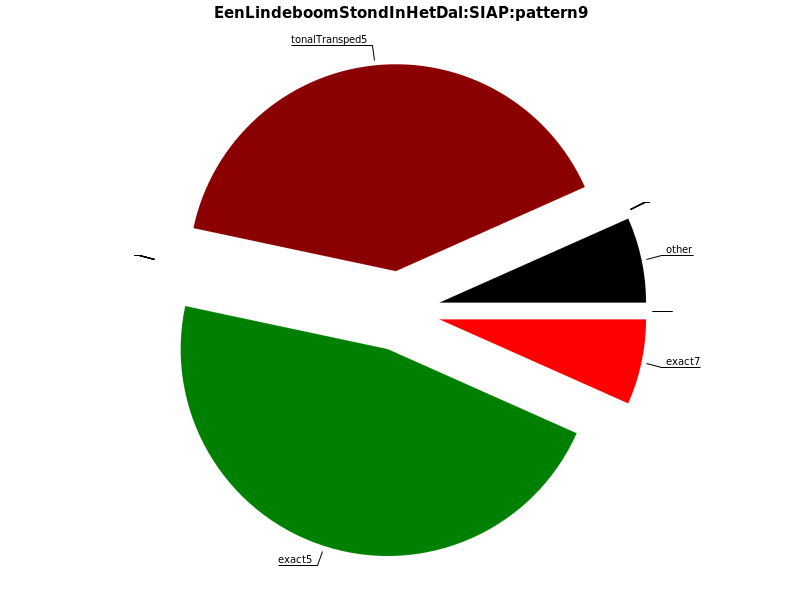 EenLindeboomStondInHetDal:SIAP:pattern9
tonalTransped5
other
exact7
exact5